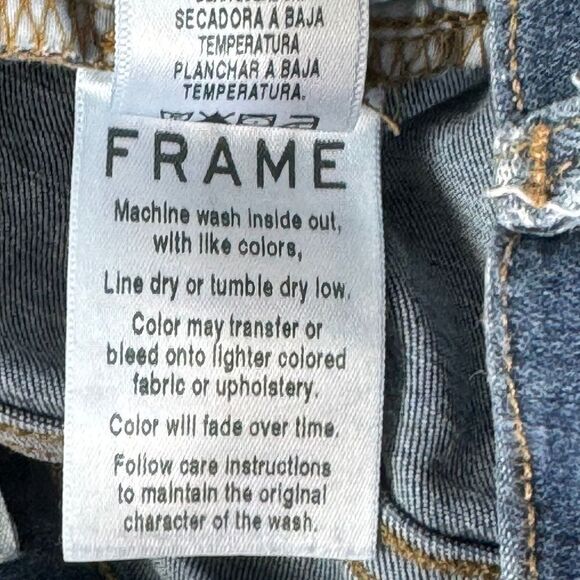 SECADORA A BAJA
TEMPERATURA
PLANCHAR A BAJA
TEMPERATURA.
FRAME
Machine wash inside out,
with like colors,
Line dry or tumble dry low.
Color may transfer or
bleed onto lighter colored
fabric or upholstery.
Color will fade over time.
Follow care instructions
to maintain the original
character of the wash.